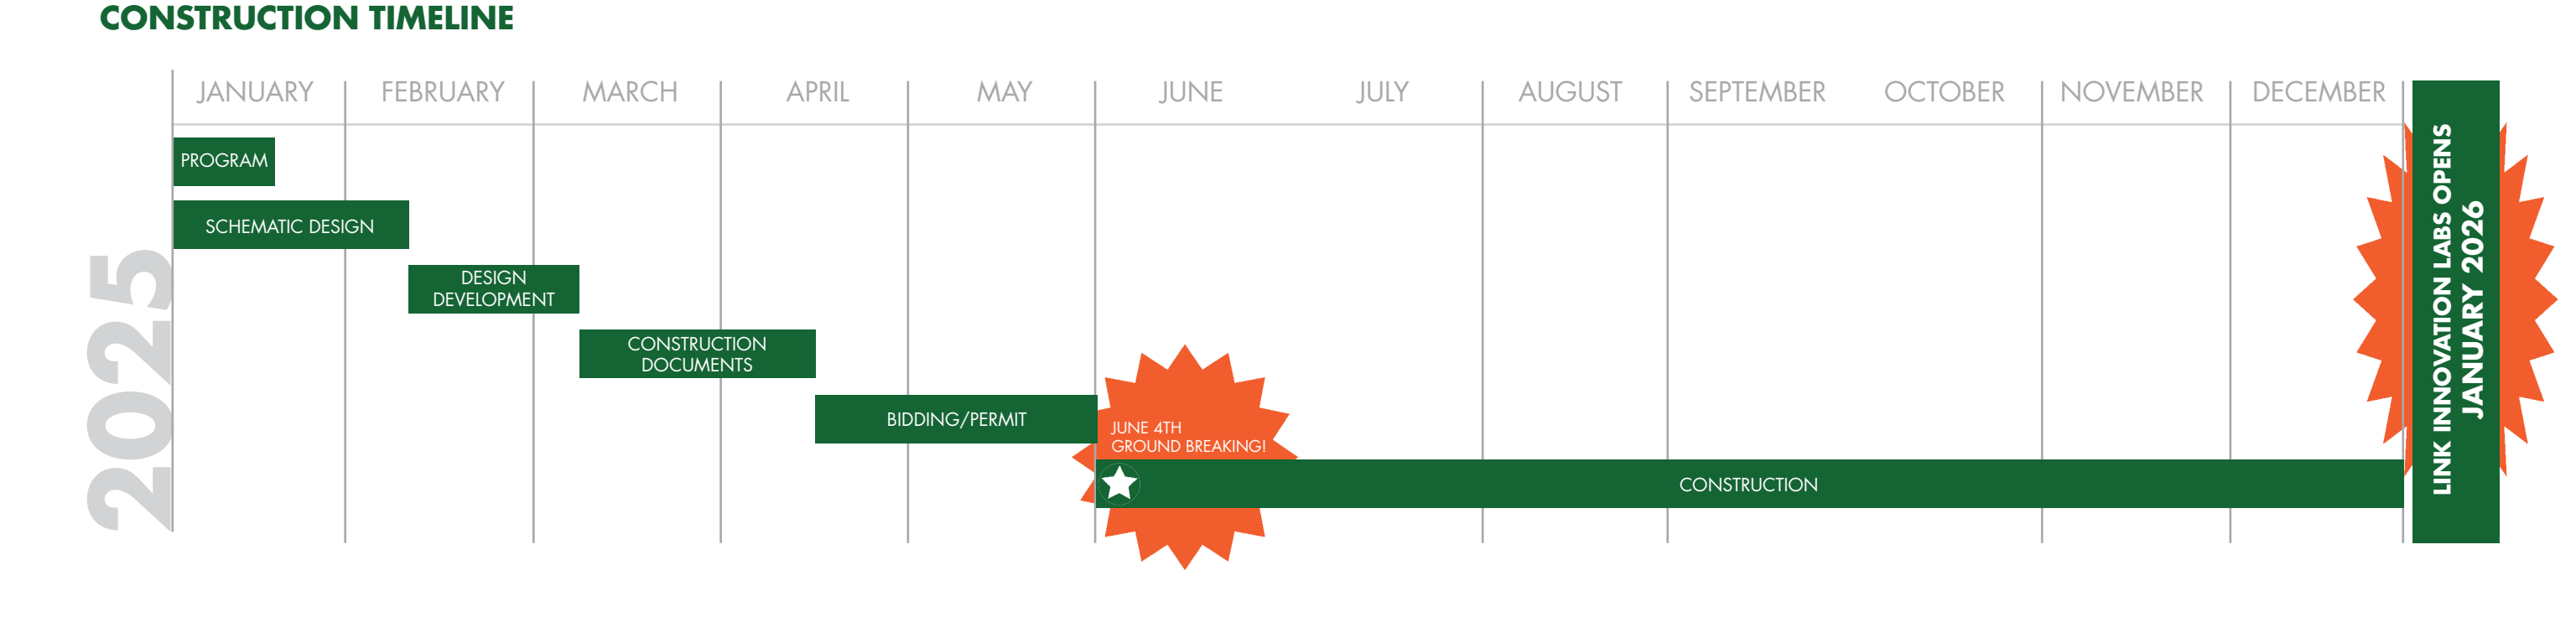 CONSTRUCTION TIMELINE
JANUARY FEBRUARY MARCH APRIL MAY JUNE JULY AUGUST SEPTEMBER OCTOBER NOVEMBER DECEMBER
2025
PROGRAM
SCHEMATIC DESIGN
DESIGN
DEVELOPMENT
CONSTRUCTION
DOCUMENTS
BIDDING/PERMIT
JUNE 4TH
GROUND BREAKING!
CONSTRUCTION
LINK INNOVATION LABS OPENS
JANUARY 2026